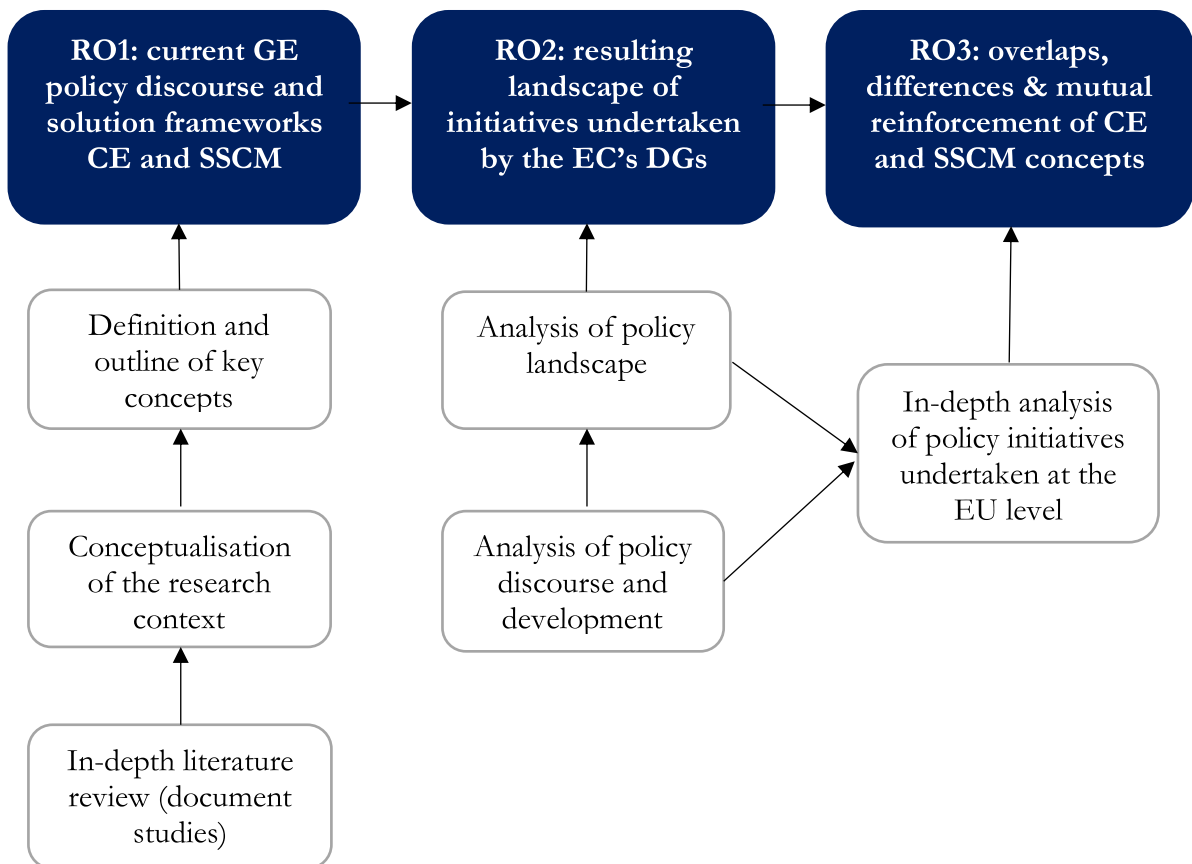 RO1: current GE
policy discourse and
solution frameworks
CE and SSCM
RO2: resulting
landscape of
initiatives undertaken
by the EC’s DGs
RO3: overlaps,
differences & mutual
reinforcement of CE
and SSCM concepts
Definition and
outline of key
concepts
Analysis of policy
landscape
In-depth analysis
of policy initiatives
undertaken at the
EU level
Conceptualisation
of the research
context
Analysis of policy
discourse and
development
In-depth literature
review (document
studies)